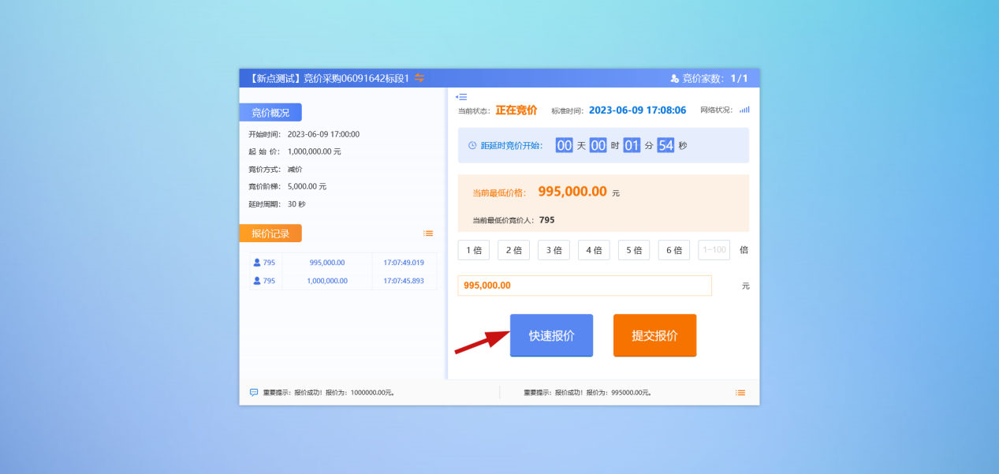 【新点测试】竞价采购06091642标段1
竞价家数： 1 / 1
竞价概况
开始时间： 2023-06-09 17:00:00
起 始 价： 1,000,000.00 元
竞价方式： 减价
竞价阶梯： 5,000.00 元
延时周期： 30 秒
报价记录
795 995,000.00 17:07:49.019
795 1,000,000.00 17:07:45.893
当前状态： 正在竞价 标准时间： 2023-06-09 17:08:06 网络状况：
距延时竞价开始： 00 天 00 时 01 分 54 秒
当前最低价格： 995,000.00 元
当前最低价竞价人： 795
1 倍 2 倍 3 倍 4 倍 5 倍 6 倍 1~100 倍
995,000.00 元
快速报价 提交报价
重要提示：报价成功！报价为：1000000.00元。
重要提示：报价成功！报价为：995000.00元。